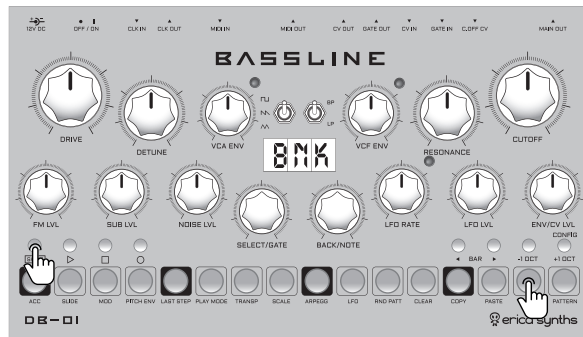 12V DC OFF / ON CLK IN CLK OUT MIDI IN MIDI OUT CV OUT GATE OUT CV IN GATE IN C.OFF CV MAIN OUT
BASSLINE
BP
LP
DRIVE DETUNE VCA ENV VCF ENV RESONANCE CUTOFF
BNK
FM LVL SUB LVL NOISE LVL LFO RATE LFO LVL ENV/CV LVL
SELECT/GATE BACK/NOTE
CONFIG
BAR -1 OCT +1 OCT
ACC SLIDE MOD PITCH ENV LAST STEP PLAY MODE TRANSP SCALE ARPEGG LFO RND PATT CLEAR COPY PASTE PATTERN
DB-01 erica synths